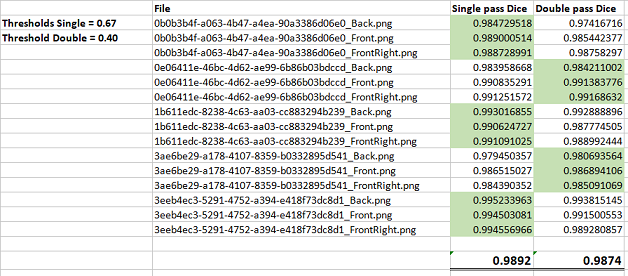 File Single pass Dice Double pass Dice
Thresholds Single = 0.67 0b0b3b4f-a063-4b47-a4ea-90a3386d06e0_Back.png 0.984729518 0.97416716
Threshold Double = 0.40 0b0b3b4f-a063-4b47-a4ea-90a3386d06e0_Front.png 0.989000514 0.985442377
0b0b3b4f-a063-4b47-a4ea-90a3386d06e0_FrontRight.png 0.988728991 0.98758297
0e06411e-46bc-4d62-ae99-6b86b03bdccd_Back.png 0.983958668 0.984211002
0e06411e-46bc-4d62-ae99-6b86b03bdccd_Front.png 0.990835291 0.991383776
0e06411e-46bc-4d62-ae99-6b86b03bdccd_FrontRight.png 0.991251572 0.99168632
1b611edc-8238-4c63-aa03-cc883294b239_Back.png 0.993016855 0.992888896
1b611edc-8238-4c63-aa03-cc883294b239_Front.png 0.990624727 0.987774505
1b611edc-8238-4c63-aa03-cc883294b239_FrontRight.png 0.991091025 0.988992444
3ae6be29-a178-4107-8359-b0332895d541_Back.png 0.979450357 0.980693564
3ae6be29-a178-4107-8359-b0332895d541_Front.png 0.986515027 0.986894106
3ae6be29-a178-4107-8359-b0332895d541_FrontRight.png 0.984390352 0.985091069
3eeb4ec3-5291-4752-a394-e418f73dc8d1_Back.png 0.995233963 0.993815145
3eeb4ec3-5291-4752-a394-e418f73dc8d1_Front.png 0.994503081 0.991500553
3eeb4ec3-5291-4752-a394-e418f73dc8d1_FrontRight.png 0.994556966 0.989280857
0.9892 0.9874